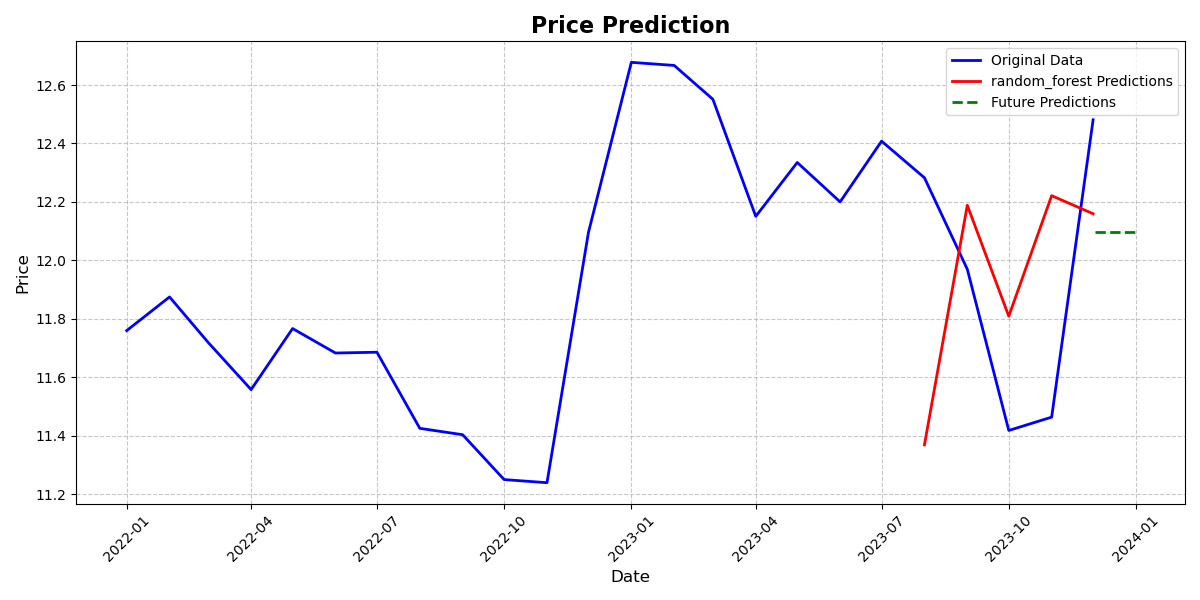 Price Prediction
Original Data
random_forest Predictions
Future Predictions
Price
12.6
12.4
12.2
12.0
11.8
11.6
11.4
11.2
2022-01
2022-04
2022-07
2022-10
2023-01
2023-04
2023-07
2023-10
2024-01
Date